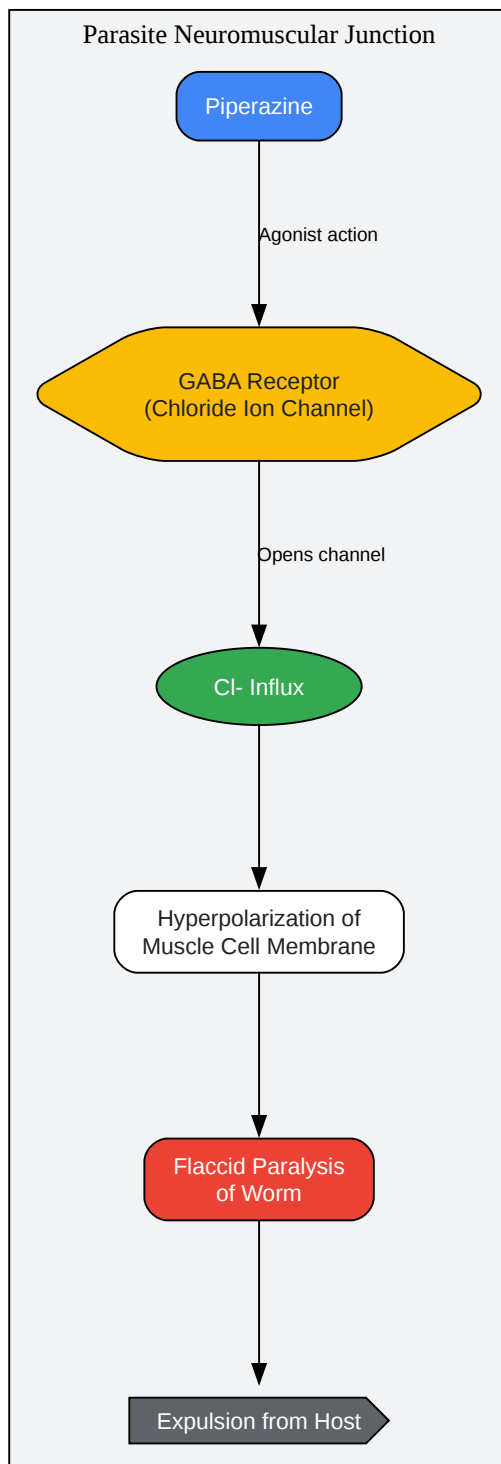 Parasite Neuromuscular Junction
Piperazine
Agonist action
GABA Receptor
(Chloride Ion Channel)
Opens channel
Cl- Influx
Hyperpolarization of
Muscle Cell Membrane
Flaccid Paralysis
of Worm
Expulsion from Host